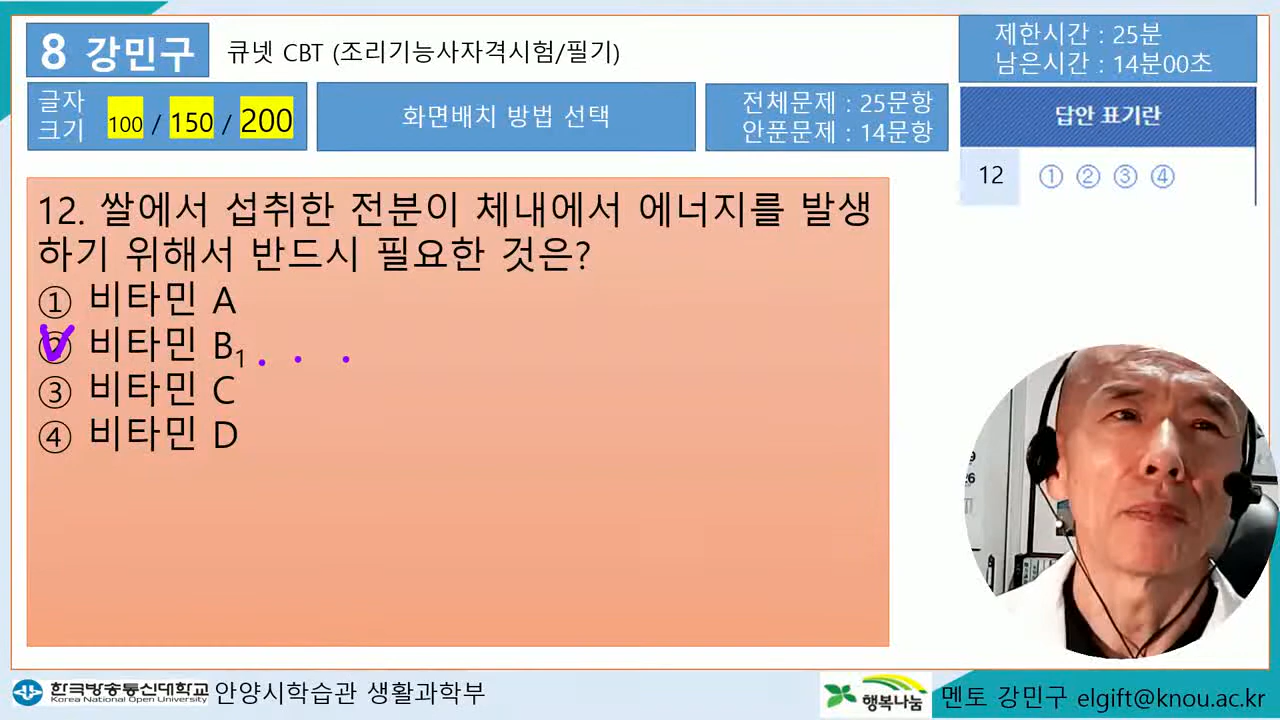 8 강민구
큐넷 CBT (조리기능사자격시험/필기)
제한시간 : 25분
남은시간 : 14분00초
글자
크기
100 / 150 / 200
화면배치 방법 선택
전체문제 : 25문항
안푼문제 : 14문항
답안 표기란
12 ① ② ③ ④
12. 쌀에서 섭취한 전분이 체내에서 에너지를 발생
하기 위해서 반드시 필요한 것은?
① 비타민 A
② 비타민 B₁
③ 비타민 C
④ 비타민 D
한국방송통신대학교
Korea National Open University
안양시학습관 생활과학부
행복나눔
멘토 강민구 elgift@knou.ac.kr